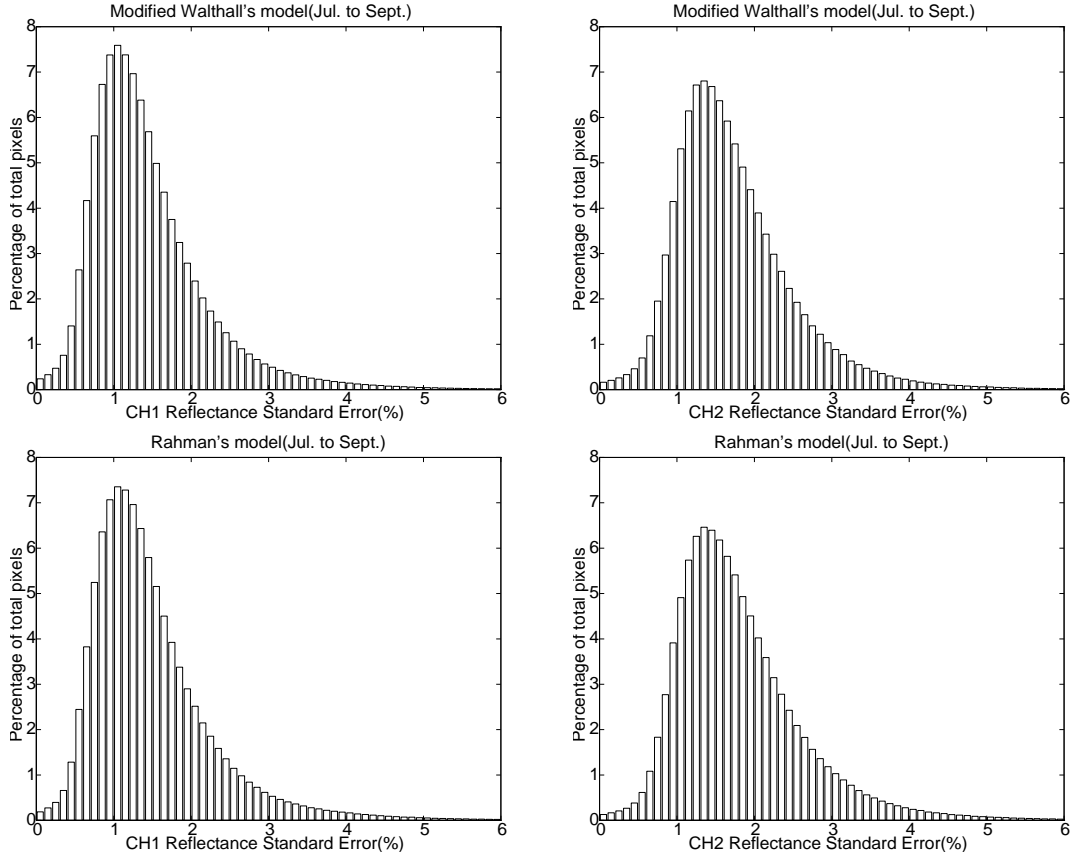 Modified Walthall's model(Jul. to Sept.)
Percentage of total pixels
8
7
6
5
4
3
2
1
0
0 1 2 3 4 5 6
CH1 Reflectance Standard Error(%)
Modified Walthall's model(Jul. to Sept.)
Percentage of total pixels
8
7
6
5
4
3
2
1
0
0 1 2 3 4 5 6
CH2 Reflectance Standard Error(%)
Rahman's model(Jul. to Sept.)
Percentage of total pixels
8
7
6
5
4
3
2
1
0
0 1 2 3 4 5 6
CH1 Reflectance Standard Error(%)
Rahman's model(Jul. to Sept.)
Percentage of total pixels
8
7
6
5
4
3
2
1
0
0 1 2 3 4 5 6
CH2 Reflectance Standard Error(%)